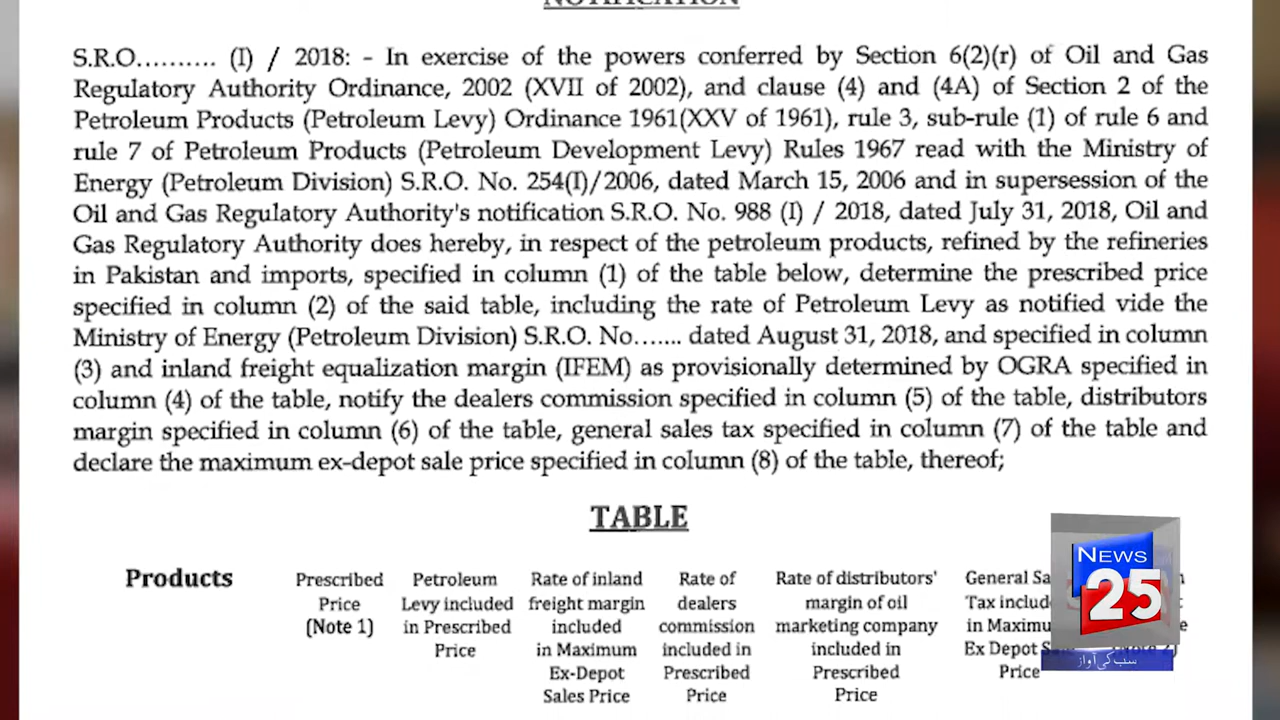 NOTIFICATION
S.R.O.......... (I) / 2018: - In exercise of the powers conferred by Section 6(2)(r) of Oil and Gas
Regulatory Authority Ordinance, 2002 (XVII of 2002), and clause (4) and (4A) of Section 2 of the
Petroleum Products (Petroleum Levy) Ordinance 1961(XXV of 1961), rule 3, sub-rule (1) of rule 6 and
rule 7 of Petroleum Products (Petroleum Development Levy) Rules 1967 read with the Ministry of
Energy (Petroleum Division) S.R.O. No. 254(I)/2006, dated March 15, 2006 and in supersession of the
Oil and Gas Regulatory Authority's notification S.R.O. No. 988 (I) / 2018, dated July 31, 2018, Oil and
Gas Regulatory Authority does hereby, in respect of the petroleum products, refined by the refineries
in Pakistan and imports, specified in column (1) of the table below, determine the prescribed price
specified in column (2) of the said table, including the rate of Petroleum Levy as notified vide the
Ministry of Energy (Petroleum Division) S.R.O. No....... dated August 31, 2018, and specified in column
(3) and inland freight equalization margin (IFEM) as provisionally determined by OGRA specified in
column (4) of the table, notify the dealers commission specified in column (5) of the table, distributors
margin specified in column (6) of the table, general sales tax specified in column (7) of the table and
declare the maximum ex-depot sale price specified in column (8) of the table, thereof;
TABLE
Products
Prescribed
Price
(Note 1)
Petroleum
Levy included
in Prescribed
Price
Rate of inland
freight margin
included
in Maximum
Ex-Depot
Sales Price
Rate of
dealers
commission
included in
Prescribed
Price
Rate of distributors'
margin of oil
marketing company
included in
Prescribed
Price
General
Tax
in
Ex Depot
Price
NEWS
25
سب کی آواز